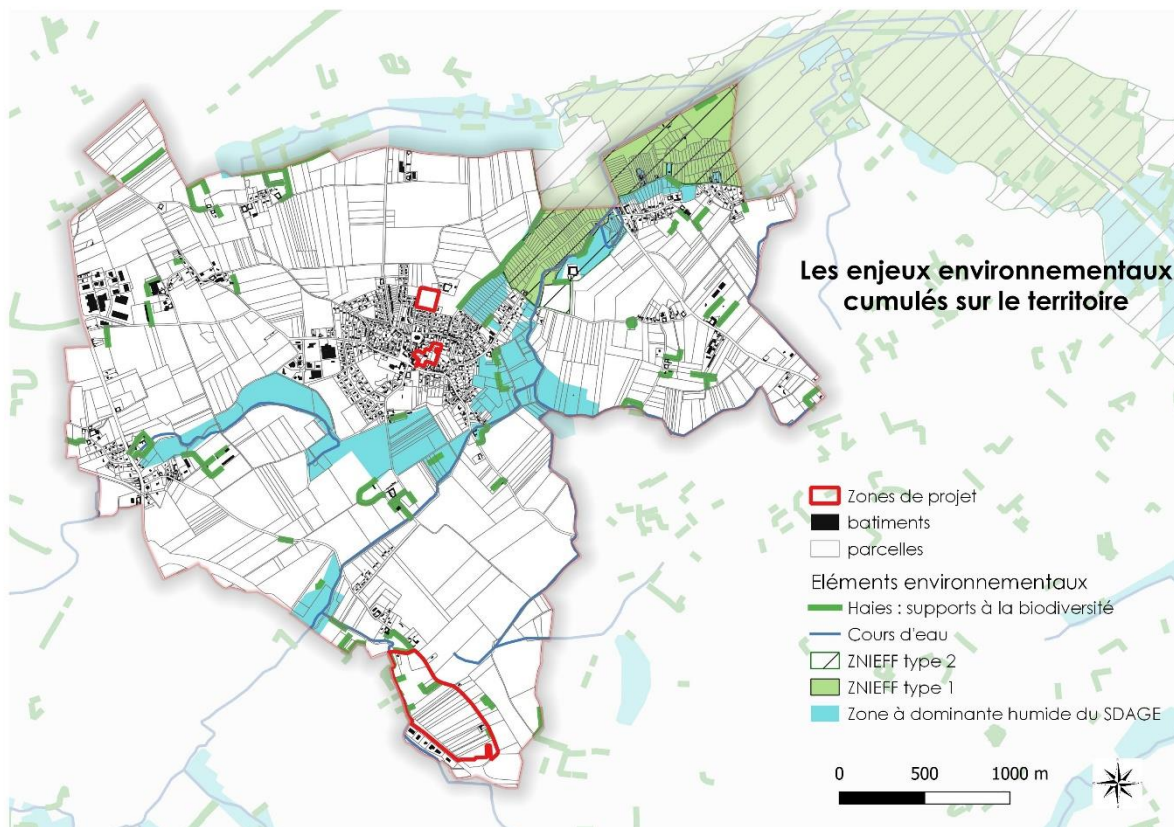 Les enjeux environnementaux
cumulés sur le territoire
Zones de projet
batiments
parcelles
Eléments environnementaux
Haies : supports à la biodiversité
Cours d'eau
ZNIEFF type 2
ZNIEFF type 1
Zone à dominante humide du SDAGE
0 500 1000 m